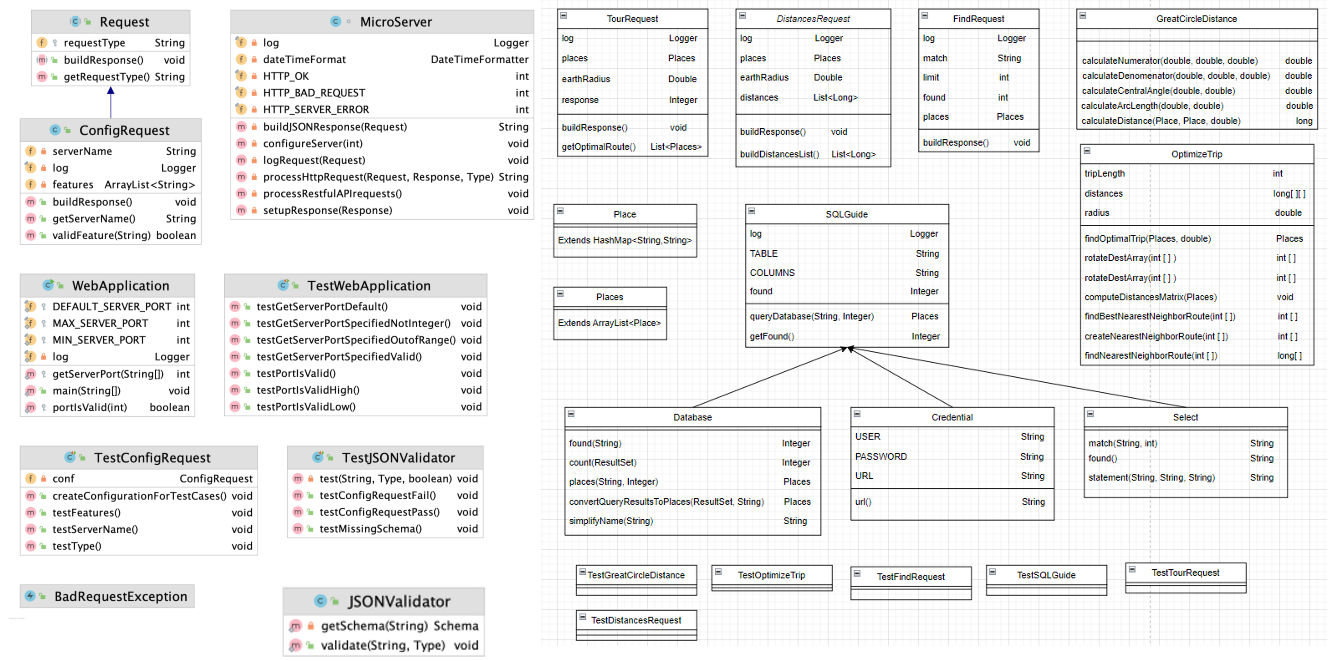 Request
requestType String
buildResponse() void
getRequestType() String
ConfigRequest
serverName String
log Logger
features ArrayList<String>
buildResponse() void
getServerName() String
validFeature(String) boolean
MicroServer
log Logger
dateTimeFormat DateTimeFormatter
HTTP_OK int
HTTP_BAD_REQUEST int
HTTP_SERVER_ERROR int
buildJSONResponse(Request) String
configureServer(int) void
logRequest(Request) void
processHttpRequest(Request, Response, Type) String
processRestfulAPIrequests() void
setupResponse(Response) void
WebApplication
DEFAULT_SERVER_PORT int
MAX_SERVER_PORT int
MIN_SERVER_PORT int
log Logger
getServerPort(String[]) int
main(String[]) void
portIsValid(int) boolean
TestWebApplication
testGetServerPortDefault() void
testGetServerPortSpecifiedNotInteger() void
testGetServerPortSpecifiedOutofRange() void
testGetServerPortSpecifiedValid() void
testPortIsValid() void
testPortIsValidHigh() void
testPortIsValidLow() void
TestConfigRequest
conf ConfigRequest
createConfigurationForTestCases() void
testFeatures() void
testServerName() void
testType() void
TestJSONValidator
test(String, Type, boolean) void
testConfigRequestFail() void
testConfigRequestPass() void
testMissingSchema() void
BadRequestException
JSONValidator
getSchema(String) Schema
validate(String, Type) void
TourRequest
log Logger
places Places
earthRadius Double
response Integer
buildResponse() void
getOptimalRoute() List<Places>
DistancesRequest
log Logger
places Places
earthRadius Double
distances List<Long>
buildResponse() void
buildDistancesList() List<Long>
FindRequest
log Logger
match String
limit int
found int
places Places
buildResponse() void
GreatCircleDistance
calculateNumerator(double, double, double) double
calculateDenomenator(double, double, double) double
calculateCentralAngle(double, double) double
calculateArcLength(double, double) double
calculateDistance(Place, Place, double) long
OptimizeTrip
tripLength int
distances long[ ][ ]
radius double
findOptimalTrip(Places, double) Places
rotateDestArray(int [ ] ) int [ ]
rotateDestArray(int [ ] ) int [ ]
computeDistancesMatrix(Places) void
findBestNearestNeighborRoute(int [ ]) int [ ]
createNearestNeighborRoute(int [ ]) int [ ]
findNearestNeighborRoute(int [ ]) long[ ]
Place
Extends HashMap<String,String>
Places
Extends ArrayList<Place>
SQLGuide
log Logger
TABLE String
COLUMNS String
found Integer
queryDatabase(String, Integer) Places
getFound() Integer
Database
found(String) Integer
count(ResultSet) Integer
places(String, Integer) Places
convertQueryResultsToPlaces(ResultSet, String) Places
simplifyName(String) String
Credential
USER String
PASSWORD String
URL String
url() String
Select
match(String, int) String
found() String
statement(String, String, String) String
TestGreatCircleDistance
TestOptimizeTrip
TestFindRequest
TestSQLGuide
TestTourRequest
TestDistancesRequest